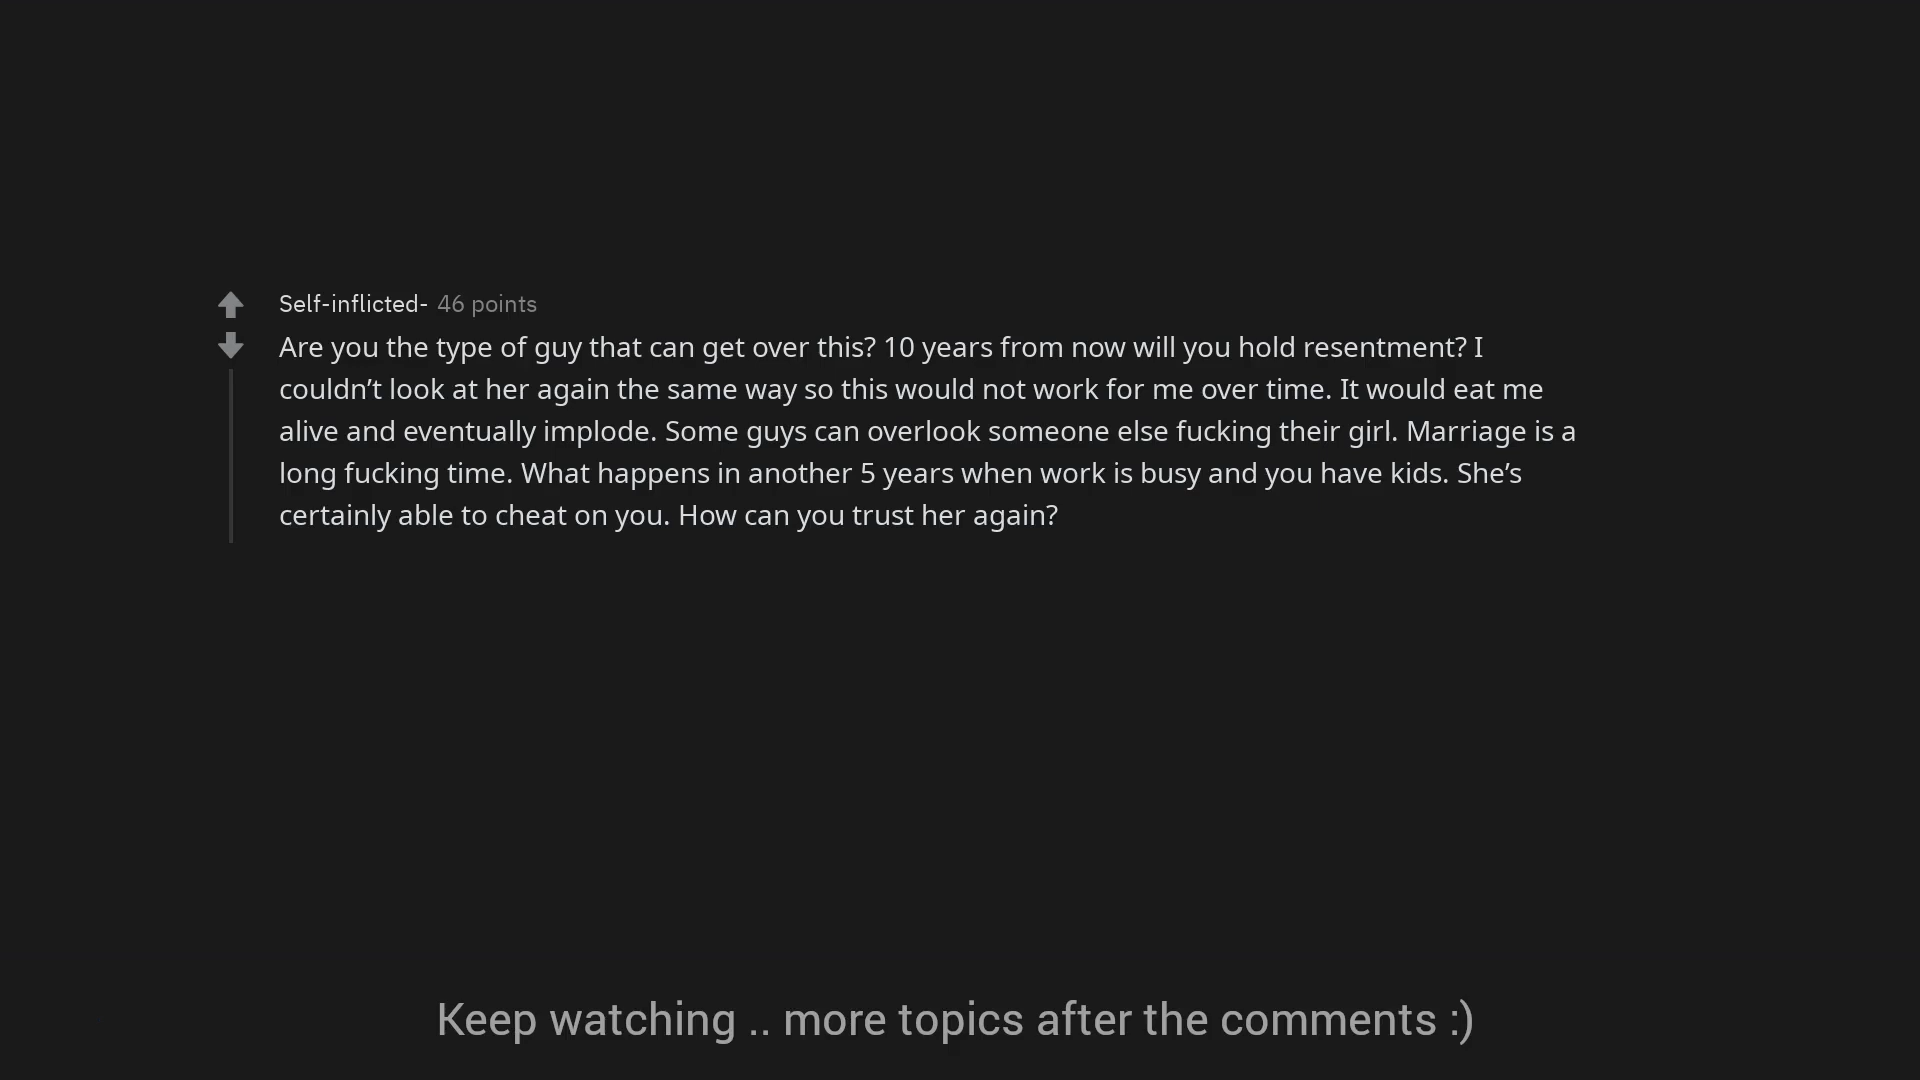 Self-inflicted- 46 points
Are you the type of guy that can get over this? 10 years from now will you hold resentment? I
couldn’t look at her again the same way so this would not work for me over time. It would eat me
alive and eventually implode. Some guys can overlook someone else fucking their girl. Marriage is a
long fucking time. What happens in another 5 years when work is busy and you have kids. She’s
certainly able to cheat on you. How can you trust her again?
Keep watching .. more topics after the comments :)